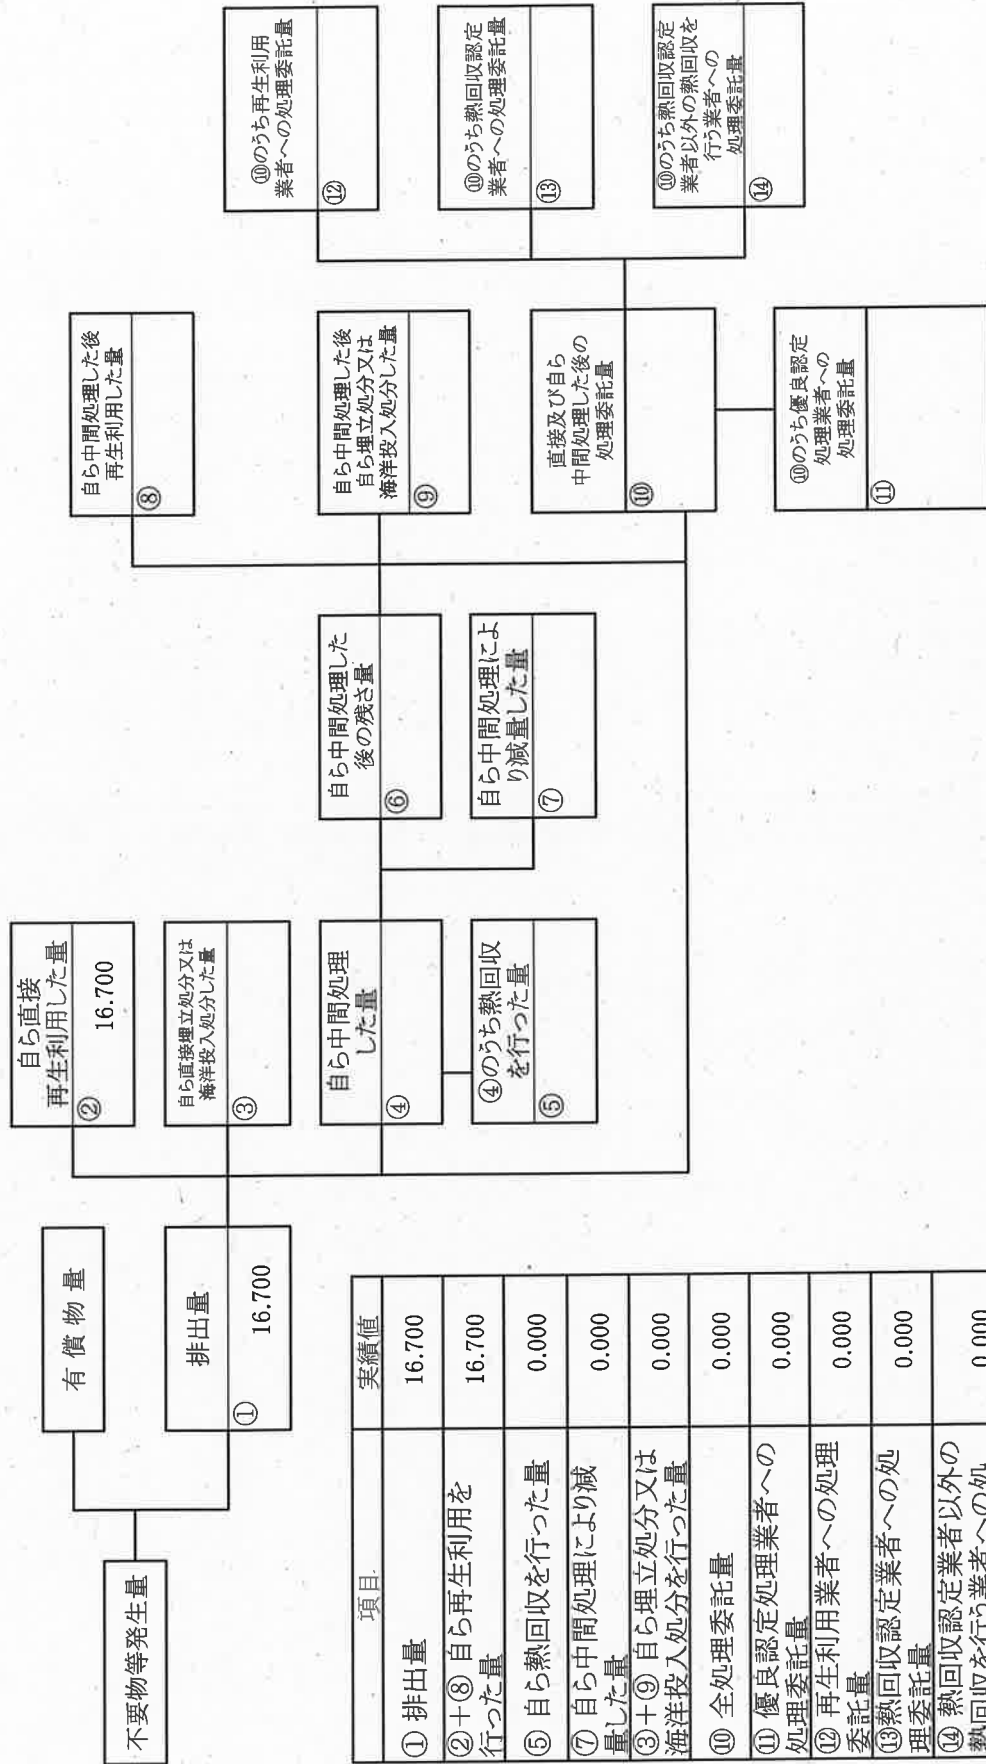 不要物等発生量
有償物量
排出量
①
16.700
自ら直接
再生利用した量
②
16.700
自ら直接埋立処分又は
海洋投入処分した量
③
自ら中間処理
した量
④
④のうち熱回収
を行った量
⑤
自ら中間処理した
後の残さ量
⑥
自ら中間処理によ
り減量した量
⑦
自ら中間処理した後
再生利用した量
⑧
自ら中間処理した後
自ら埋立処分又は
海洋投入処分した量
⑨
直接及び自ら
中間処理した後の
処理委託量
⑩
⑩のうち優良認定
処理業者への
処理委託量
⑪
⑩のうち再生利用
業者への処理委託量
⑫
⑩のうち熱回収認定
業者への処理委託量
⑬
⑩のうち熱回収認定
業者以外の熱回収を
行う業者への
処理委託量
⑭
項目 実績値
①排出量 16.700
②+⑧ 自ら再生利用を
行った量 16.700
⑤ 自ら熱回収を行った量 0.000
⑦ 自ら中間処理により減
量した量 0.000
③+⑨ 自ら埋立処分又は
海洋投入処分を行った量 0.000
⑩ 全処理委託量 0.000
⑪ 優良認定処理業者への
処理委託量 0.000
⑫ 再生利用業者への処理
委託量 0.000
⑬熱回収認定業者への処
理委託量 0.000
⑭ 熱回収認定業者以外の
熱回収を行う業者への処 0.000